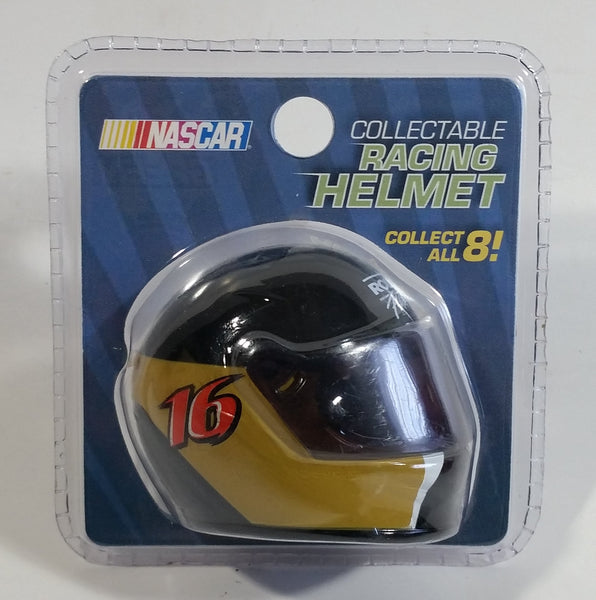 NASCAR
COLLECTABLE
RACING
HELMET
COLLECT
ALL 8!
16